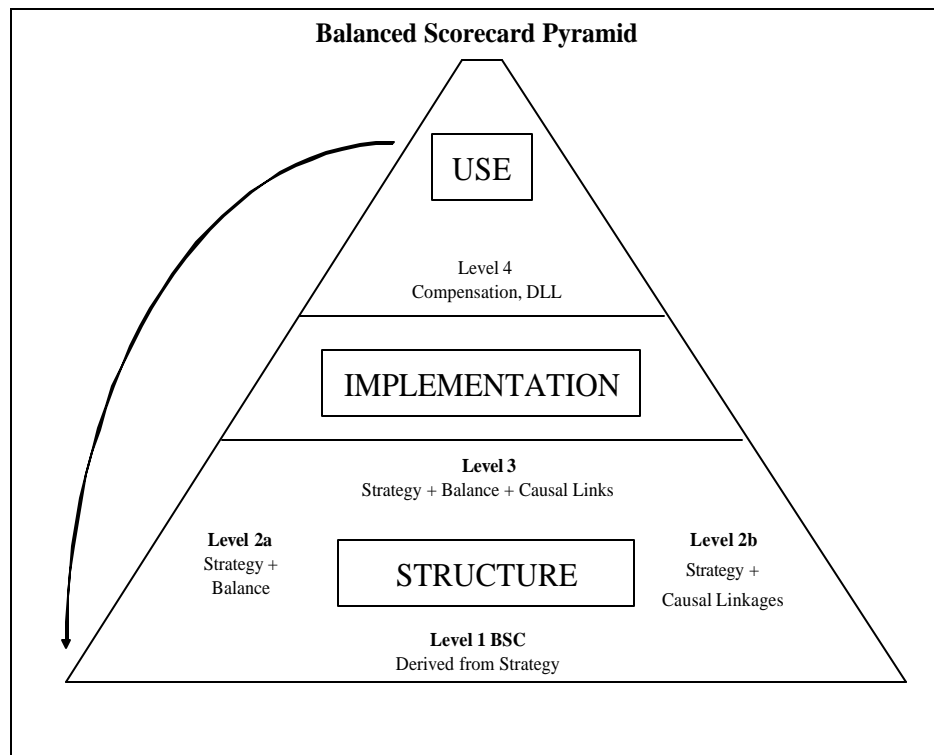 Balanced Scorecard Pyramid
USE
Level 4
Compensation, DLL
IMPLEMENTATION
Level 3
Strategy + Balance + Causal Links
Level 2a
Strategy +
Balance
STRUCTURE
Level 2b
Strategy +
Causal Linkages
Level 1 BSC
Derived from Strategy